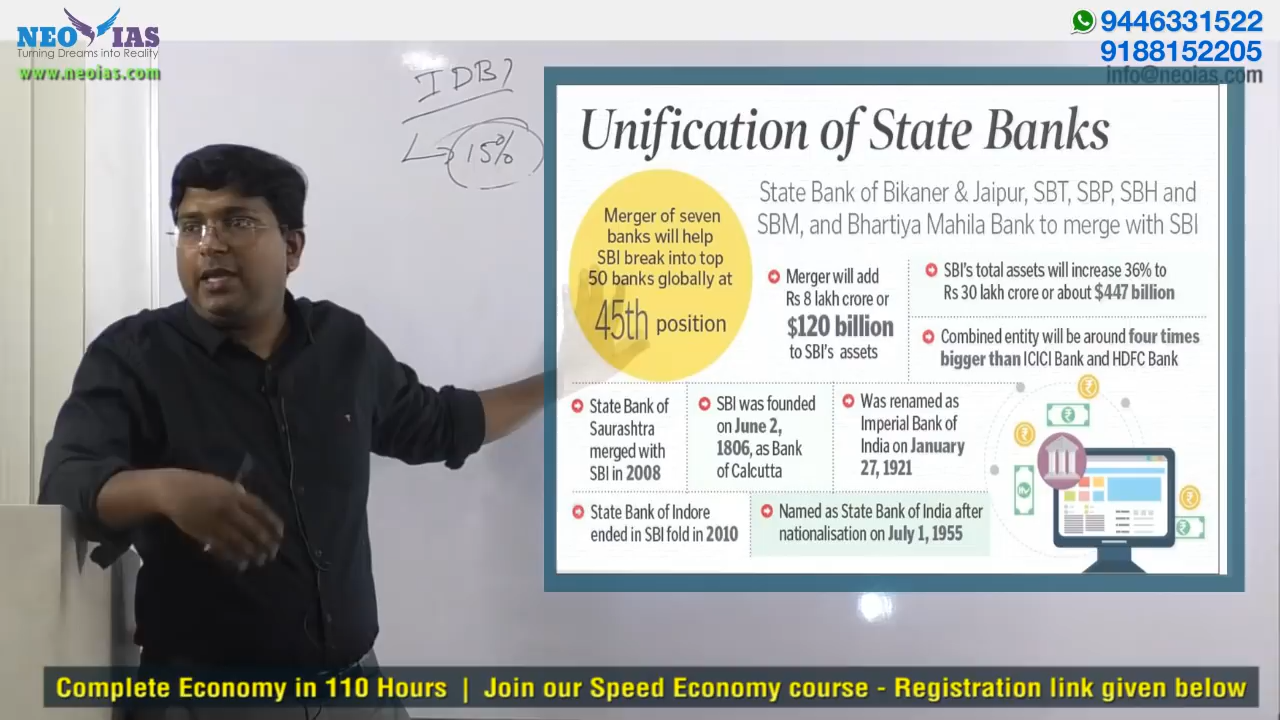 NEO IAS
Turning Dreams into Reality
www.neoias.com
9446331522
9188152205
info@neoias.com
IDBI
15%
Unification of State Banks
Merger of seven
banks will help
SBI break into top
50 banks globally at
45th position
State Bank of Bikaner & Jaipur, SBT, SBP, SBH and
SBM, and Bhartiya Mahila Bank to merge with SBI
Merger will add
Rs 8 lakh crore or
$120 billion
to SBI's assets
SBI's total assets will increase 36% to
Rs 30 lakh crore or about $447 billion
Combined entity will be around four times
bigger than ICICI Bank and HDFC Bank
State Bank of
Saurashtra
merged with
SBI in 2008
SBI was founded
on June 2,
1806, as Bank
of Calcutta
Was renamed as
Imperial Bank of
India on January
27, 1921
State Bank of Indore
ended in SBI fold in 2010
Named as State Bank of India after
nationalisation on July 1, 1955
Complete Economy in 110 Hours | Join our Speed Economy course - Registration link given below